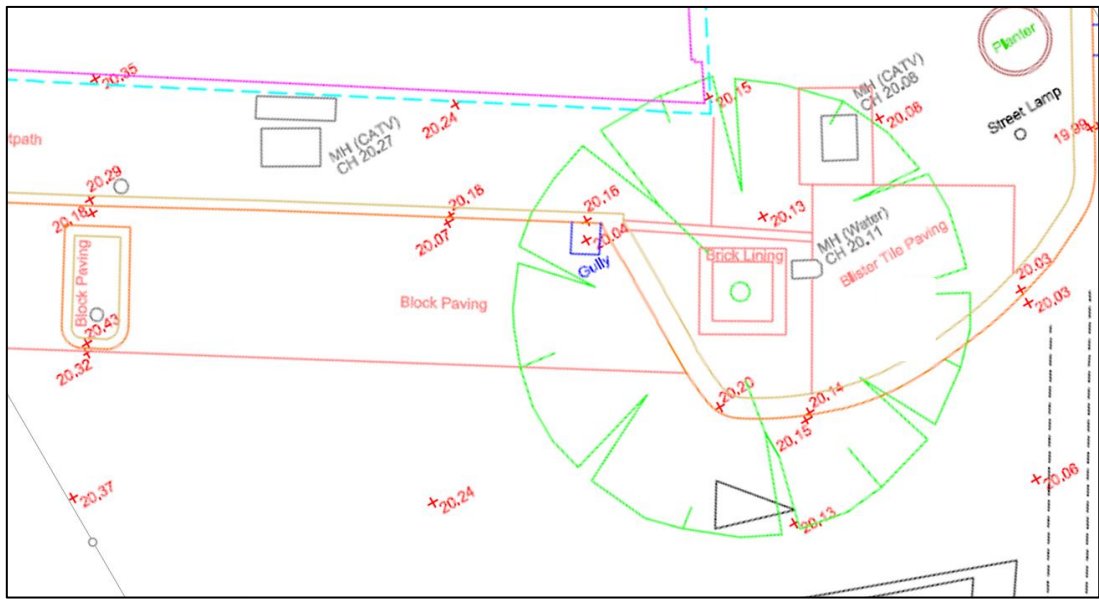 Planter
20.35
20.15
MH (CATV)
CH 20.08
20.24
20.08
Street Lamp
19.99
tpath
MH (CATV)
CH 20.27
20.29
20.18
20.18
20.07
20.16
20.04
Gully
20.13
MH (Water)
CH 20.11
Brick Lining
Blister Tile Paving
Block Paving
Block Paving
20.03
20.03
20.43
20.32
20.20
20.14
20.15
20.37
20.24
20.13
20.06